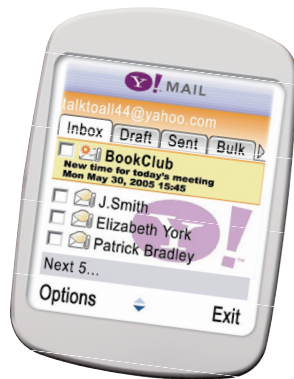 Y! MAIL
talktoall44@yahoo.com
Inbox Draft Sent Bulk
BookClub
New time for today's meeting
Mon May 30, 2005 15:45
J.Smith
Elizabeth York
Patrick Bradley
Y!
Next 5...
Options Exit